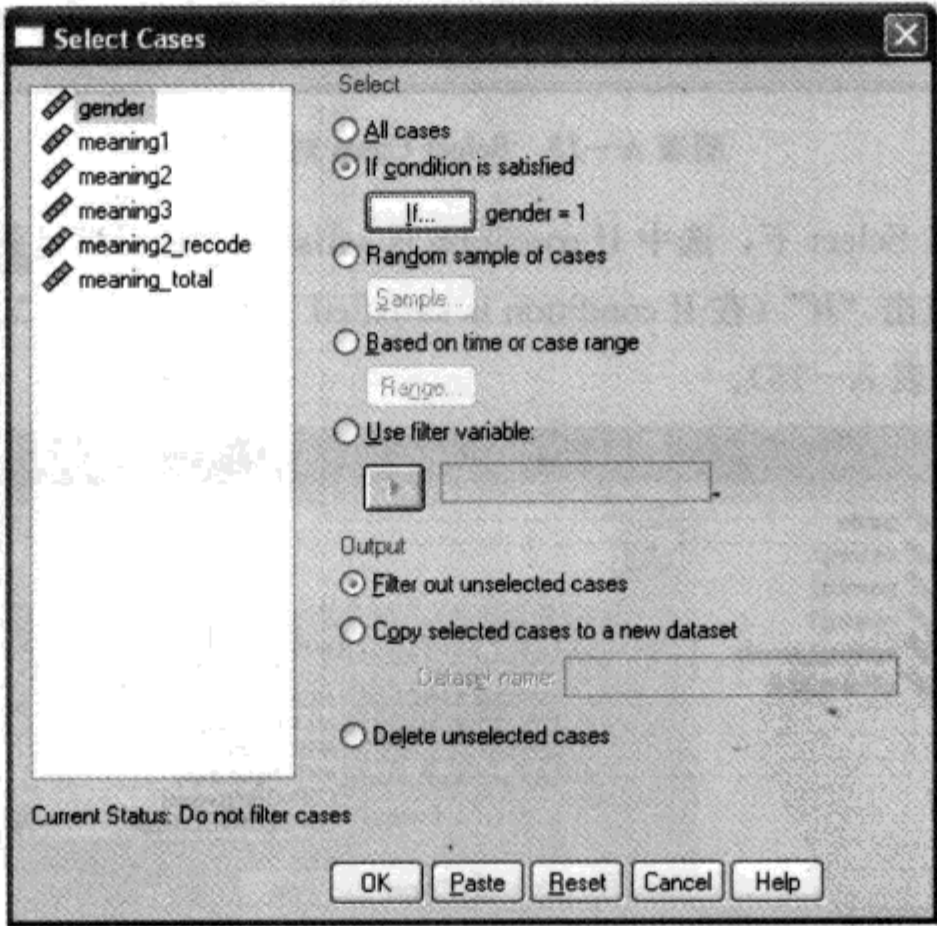 Select Cases
gender
meaning1
meaning2
meaning3
meaning2_recode
meaning_total
Select
All cases
If condition is satisfied
If... gender = 1
Random sample of cases
Sample...
Based on time or case range
Range...
Use filter variable:
Output
Filter out unselected cases
Copy selected cases to a new dataset
Dataset name:
Delete unselected cases
Current Status: Do not filter cases
OK Paste Reset Cancel Help